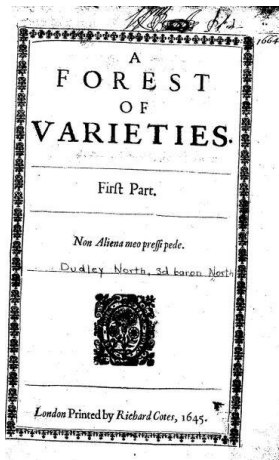 1664
A
FOREST
OF
VARIETIES.
Firſt Part.
Non Aliena meo preſſi pede.
Dudley North, 3d baron North
London Printed by Richard Cotes, 1645.